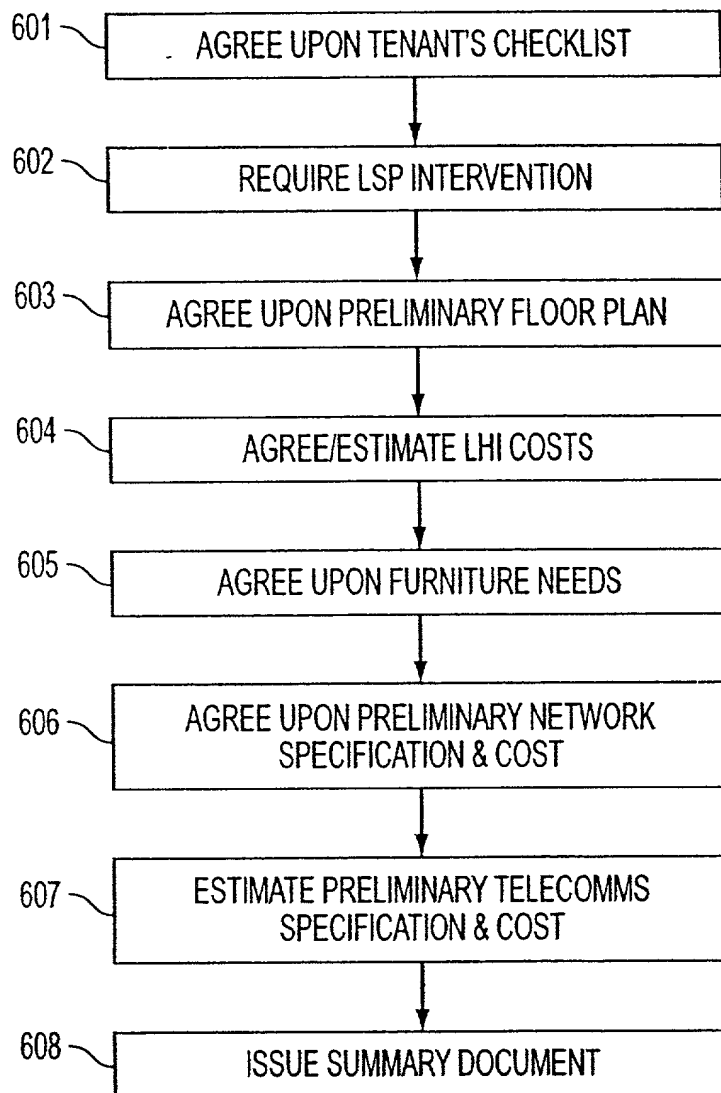 601
AGREE UPON TENANT'S CHECKLIST
602
REQUIRE LSP INTERVENTION
603
AGREE UPON PRELIMINARY FLOOR PLAN
604
AGREE/ESTIMATE LHI COSTS
605
AGREE UPON FURNITURE NEEDS
606
AGREE UPON PRELIMINARY NETWORK
SPECIFICATION & COST
607
ESTIMATE PRELIMINARY TELECOMMS
SPECIFICATION & COST
608
ISSUE SUMMARY DOCUMENT